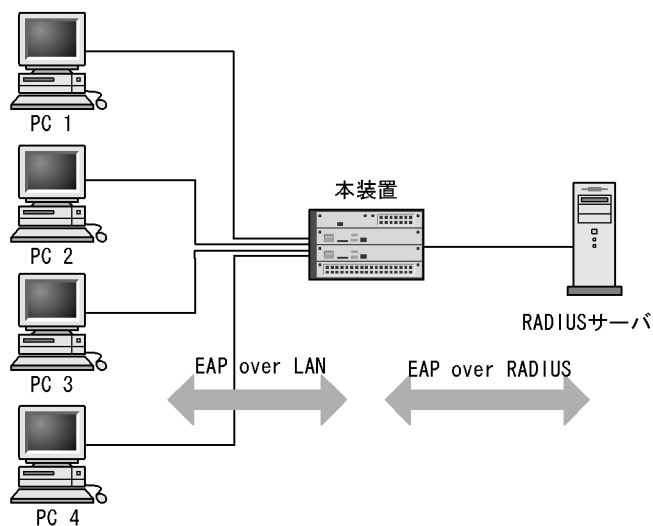 PC 1
PC 2
PC 3
PC 4
本装置
RADIUSサーバ
EAP over LAN
EAP over RADIUS